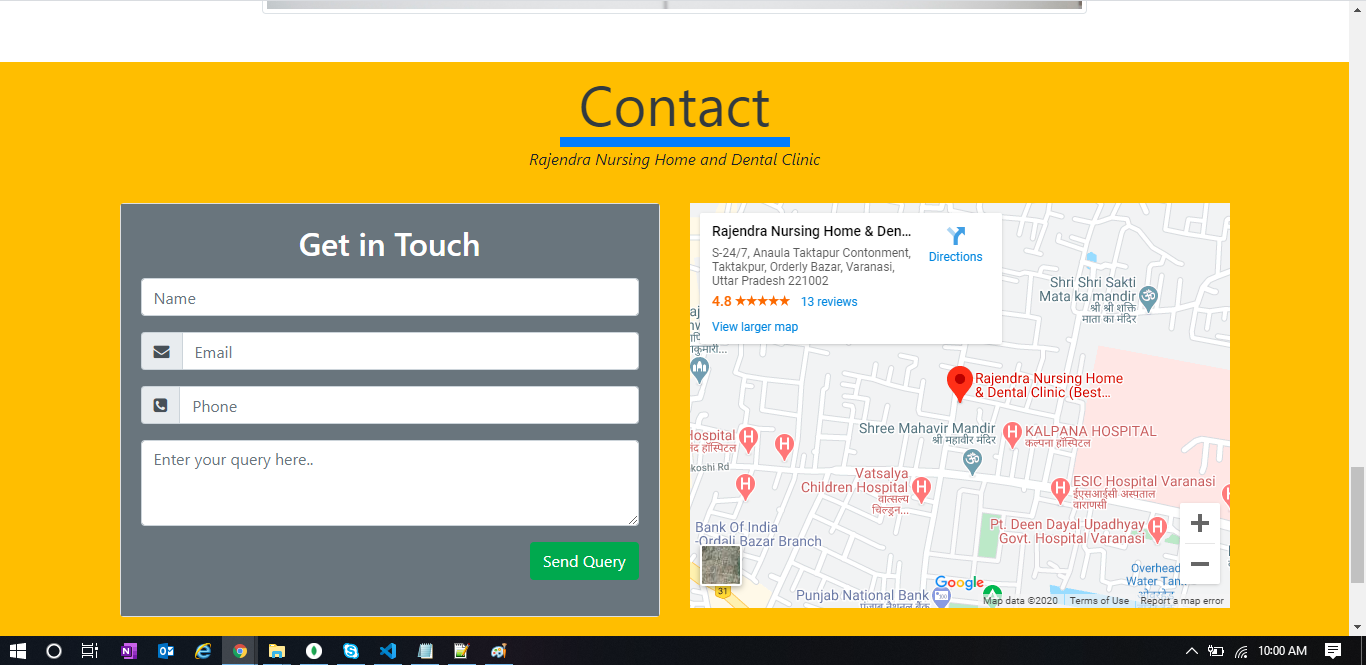 Contact
Rajendra Nursing Home and Dental Clinic
Get in Touch
Name
Email
Phone
Enter your query here..
Send Query
Rajendra Nursing Home & Den...
S-24/7, Anaula Taktapur Contonment,
Taktakpur, Orderly Bazar, Varanasi,
Uttar Pradesh 221002
4.8 ★★★★★ 13 reviews
View larger map
Directions
Shri Shri Sakti
Mata ka mandir
श्री श्री शक्ति
माता का मंदिर
Rajendra Nursing Home
& Dental Clinic (Best...
Shree Mahavir Mandir
श्री महावीर मंदिर
KALPANA HOSPITAL
कल्पना हॉस्पिटल
Hospital
हॉस्पिटल
koshi Rd
Vatsalya
Children Hospital
वात्सल्य
चिल्ड्रन...
ESIC Hospital Varanasi
ईएसआईसी अस्पताल
वाराणसी
Pt. Deen Dayal Upadhyay
Govt. Hospital Varanasi
Bank Of India
-Ordali Bazar Branch
Overhead
Water Tan...
31
Punjab National Bank
पंजाब नैशनल बैंक
Google
Map data ©2020 Terms of Use Report a map error
10:00 AM